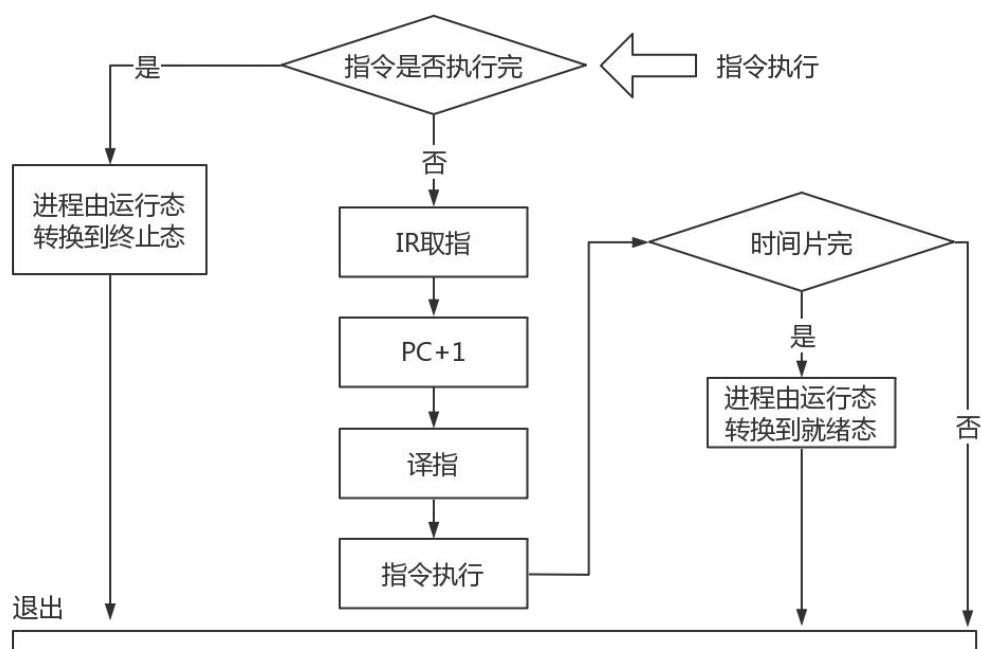 指令是否执行完
指令执行
是
否
进程由运行态
转换到终止态
IR取指
时间片完
PC+1
是
进程由运行态
转换到就绪态
否
译指
指令执行
退出